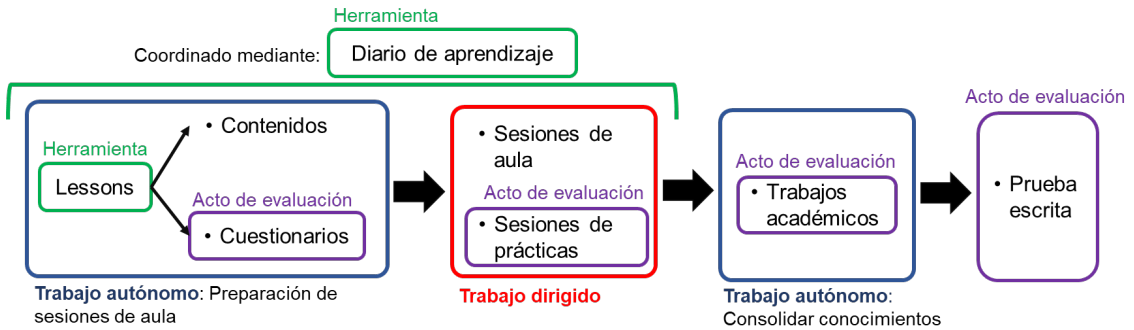 Herramienta
Coordinado mediante:
Diario de aprendizaje
Herramienta
Lessons
• Contenidos
Acto de evaluación
• Cuestionarios
Trabajo autónomo: Preparación de
sesiones de aula
• Sesiones de
aula
Acto de evaluación
• Sesiones de
prácticas
Trabajo dirigido
Acto de evaluación
• Trabajos
académicos
Trabajo autónomo:
Consolidar conocimientos
Acto de evaluación
• Prueba
escrita